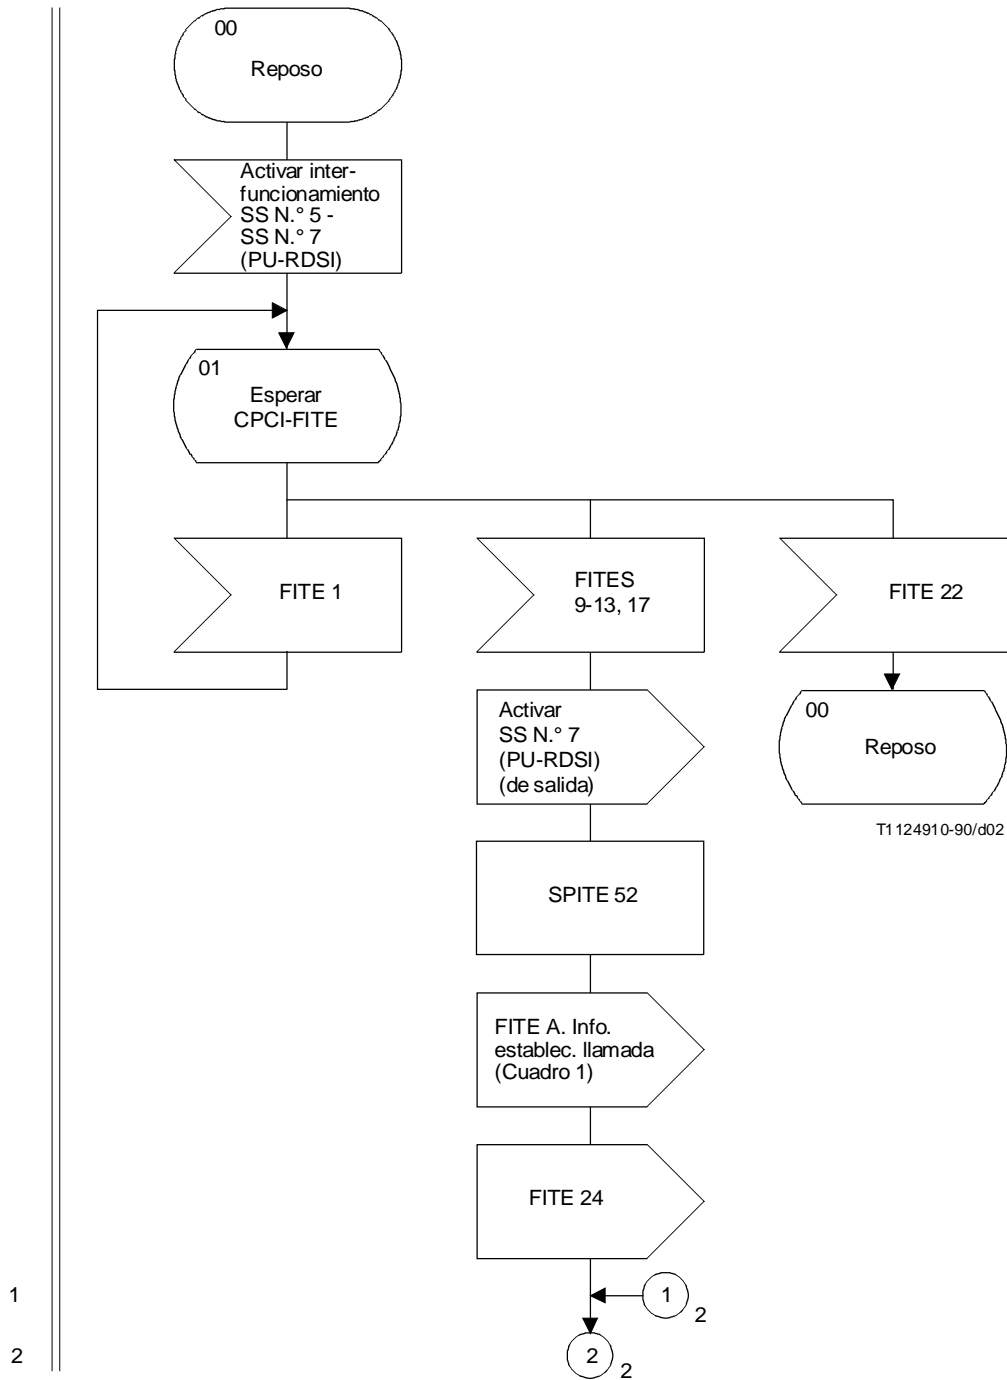 00
Reposo
Activar inter-
funcionamiento
SS N.° 5 -
SS N.° 7
(PU-RDSI)
01
Esperar
CPCI-FITE
FITE 1
FITES
9-13, 17
FITE 22
Activar
SS N.° 7
(PU-RDSI)
(de salida)
00
Reposo
T1124910-90/d02
SPITE 52
FITE A. Info.
establec. llamada
(Cuadro 1)
FITE 24
1
1
2
2
2
2